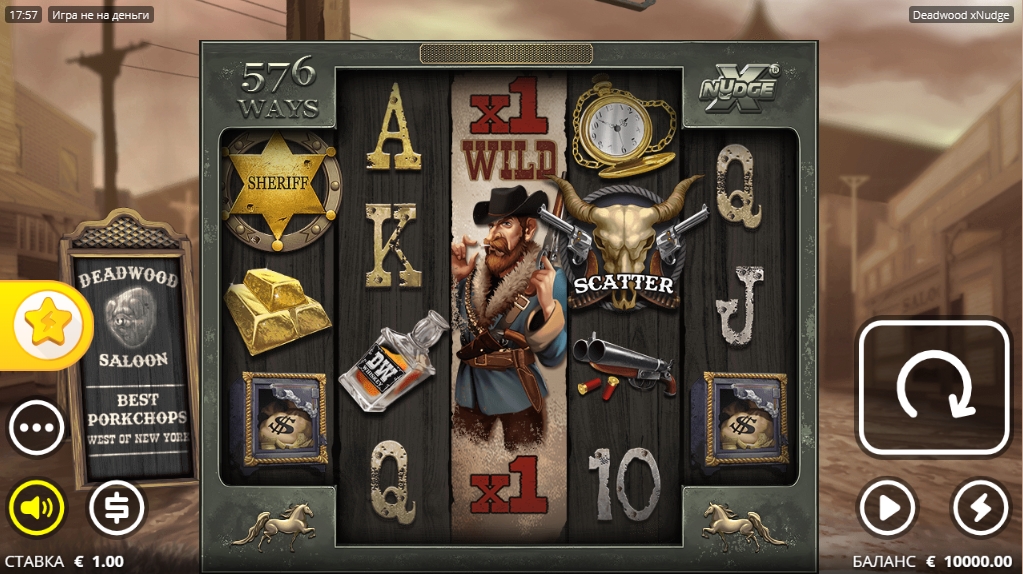 17:57
Игра не на деньги
Deadwood xNudge
576
WAYS
X
NUDGE
x1
WILD
A
SHERIFF
Q
K
SCATTER
J
DW
DEADWOOD
SALOON
BEST
PORKCHOPS
WEST OF NEW YORK
$
$
Q
x1
10
СТАВКА € 1.00
БАЛАНС € 10000.00